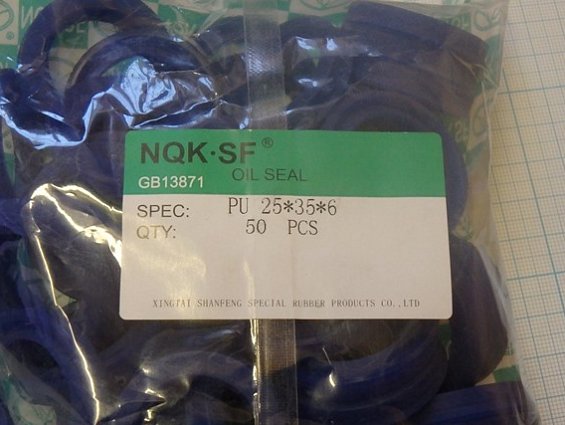 NQK·SF®
OIL SEAL
GB13871
SPEC: PU 25*35*6
QTY: 50 PCS
XINGTAI SHANFENG SPECIAL RUBBER PRODUCTS CO.,LTD